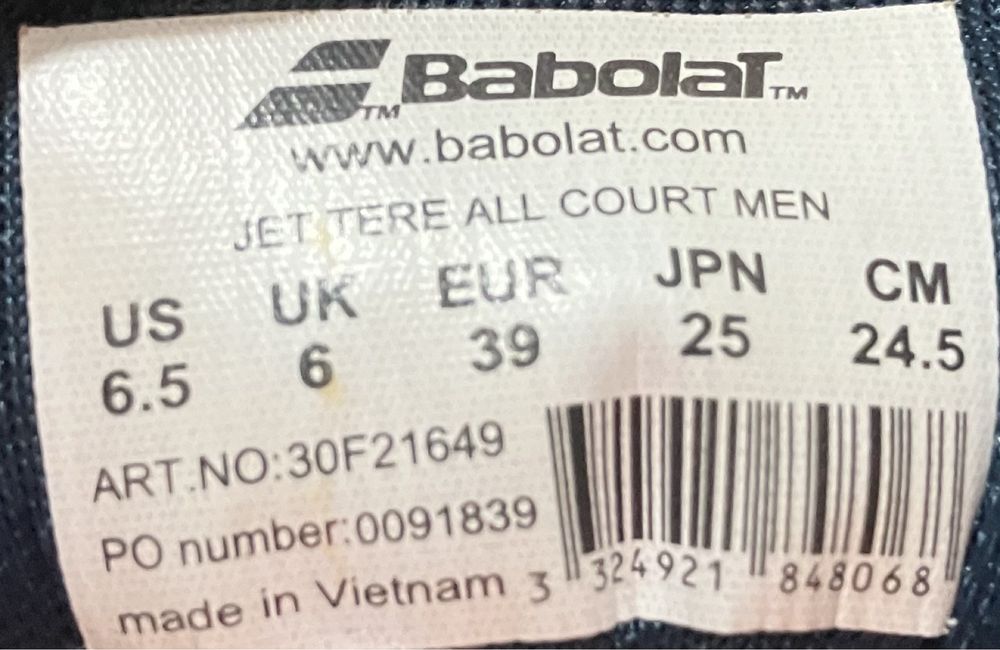 BabolaT™
™
www.babolat.com
JET TERE ALL COURT MEN
US UK EUR JPN CM
6.5 6 39 25 24.5
ART.NO:30F21649
PO number:0091839
made in Vietnam
3 324921 848068